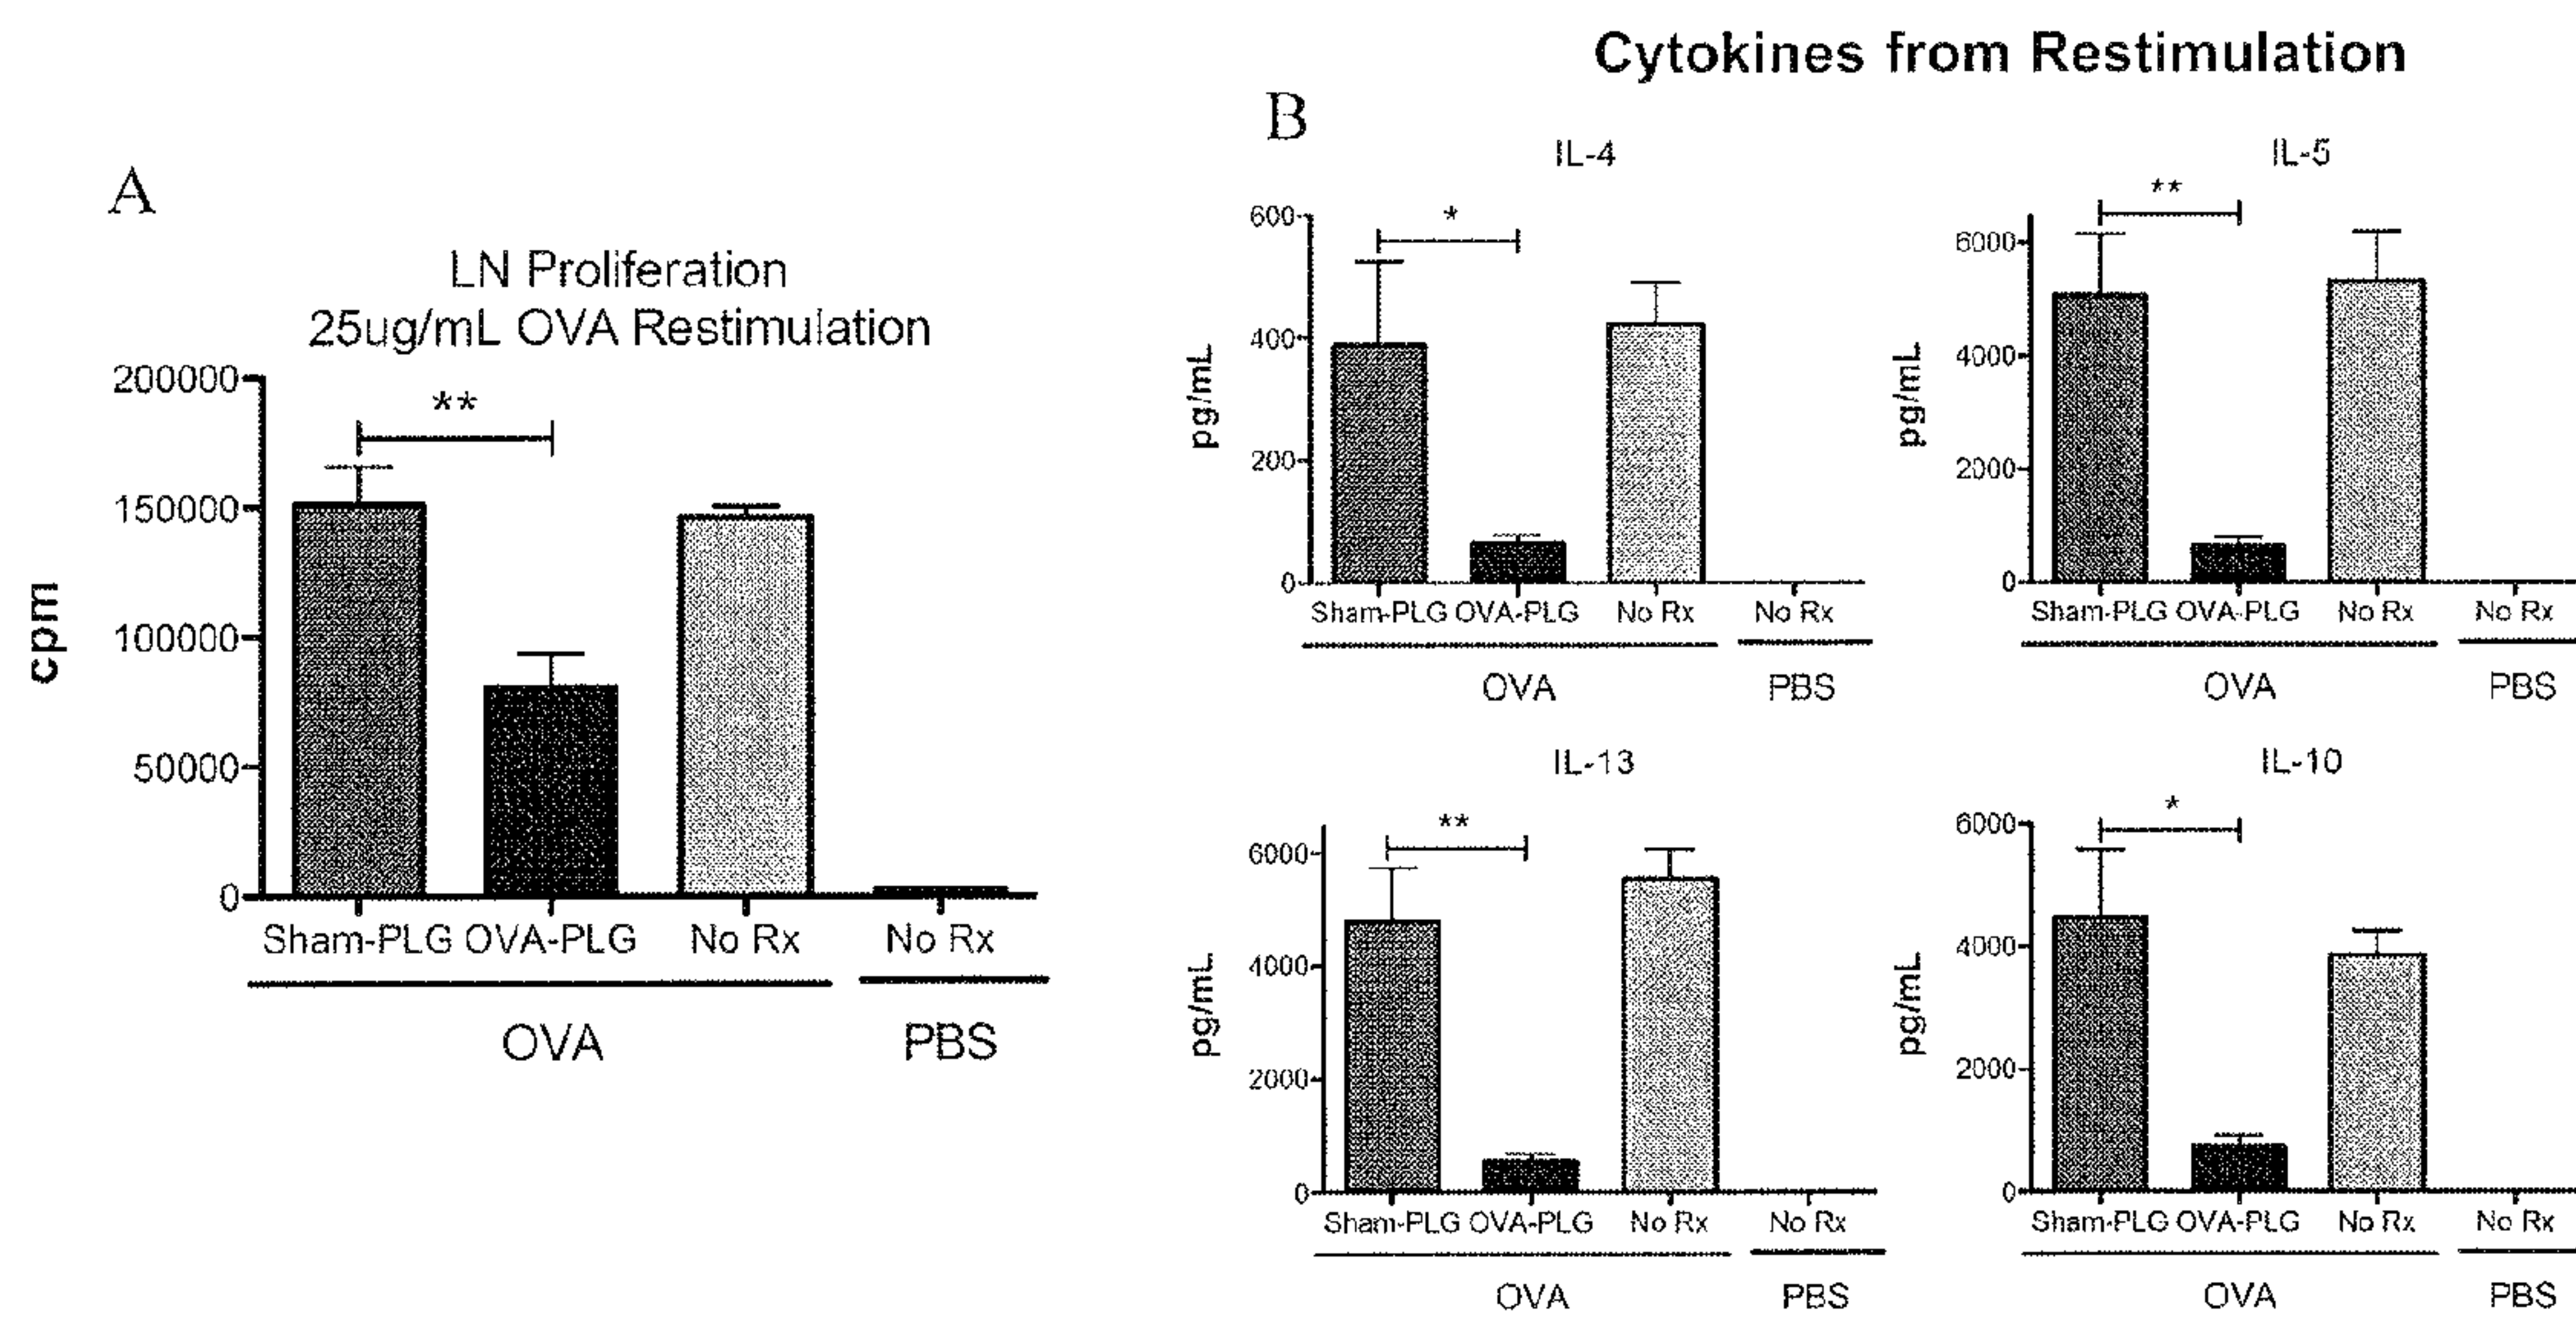 Cytokines from Restimulation
A
LN Proliferation
25ug/mL OVA Restimulation
cpm
200000
150000
100000
50000
0
**
Sham-PLG OVA-PLG No Rx No Rx
OVA PBS
B
IL-4
pg/mL
600
400
200
0
*
Sham-PLG OVA-PLG No Rx No Rx
OVA PBS
IL-5
pg/mL
6000
4000
2000
0
**
Sham-PLG OVA-PLG No Rx No Rx
OVA PBS
IL-13
pg/mL
6000
4000
2000
0
**
Sham-PLG OVA-PLG No Rx No Rx
OVA PBS
IL-10
pg/mL
6000
4000
2000
0
*
Sham-PLG OVA-PLG No Rx No Rx
OVA PBS